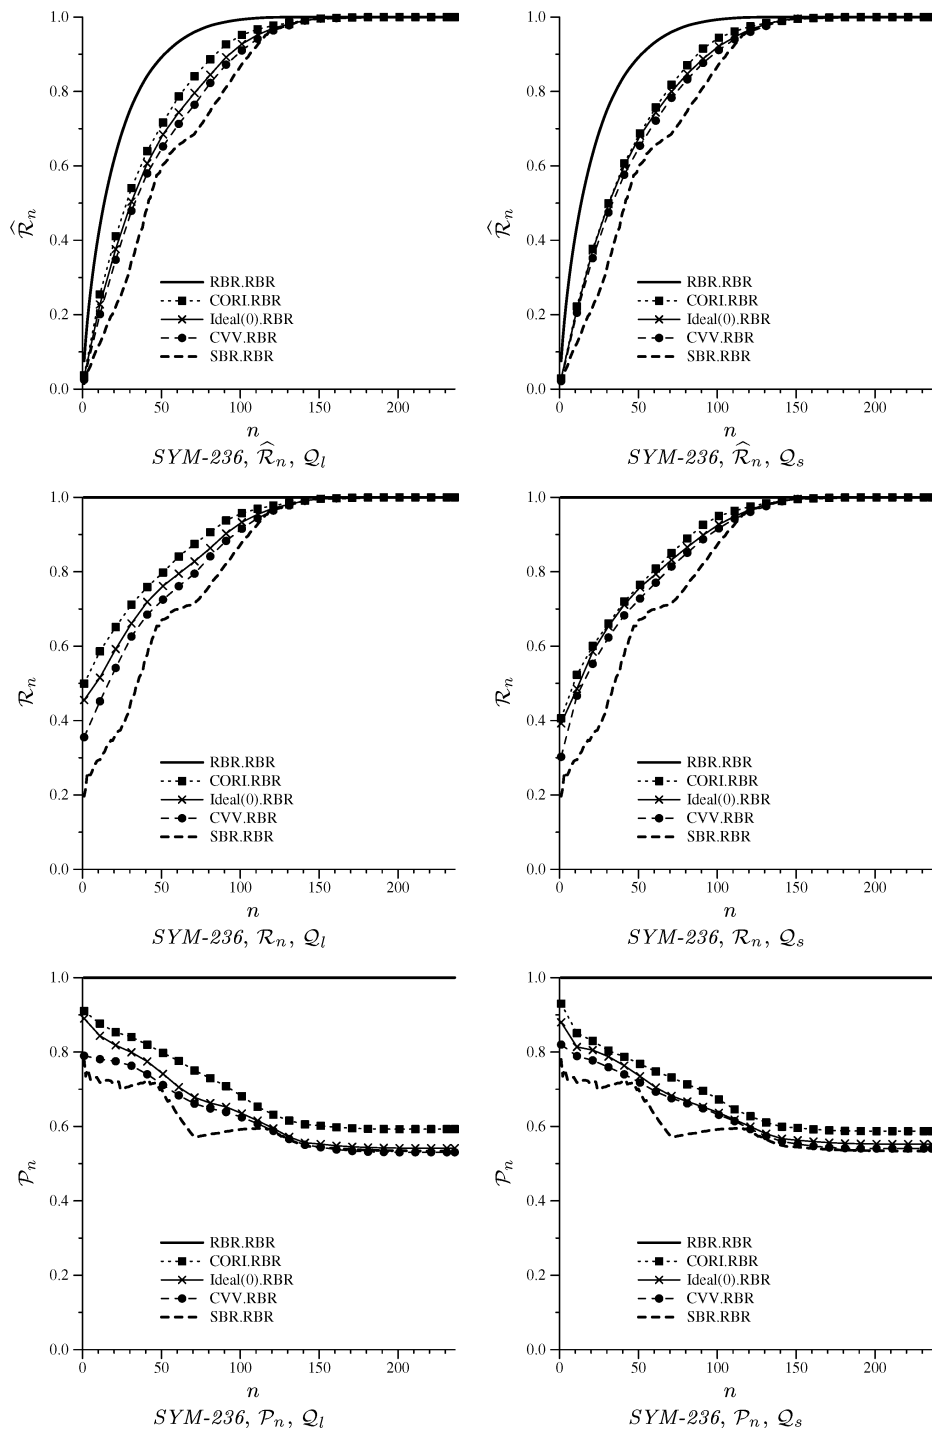 1.0
0.8
0.6
0.4
0.2
0.0
R̂n
RBR.RBR
CORI.RBR
Ideal(0).RBR
CVV.RBR
SBR.RBR
0 50 100 150 200
n
SYM-236, R̂n, Ql
1.0
0.8
0.6
0.4
0.2
0.0
R̂n
RBR.RBR
CORI.RBR
Ideal(0).RBR
CVV.RBR
SBR.RBR
0 50 100 150 200
n
SYM-236, R̂n, Qs
1.0
0.8
0.6
0.4
0.2
0.0
Rn
RBR.RBR
CORI.RBR
Ideal(0).RBR
CVV.RBR
SBR.RBR
0 50 100 150 200
n
SYM-236, Rn, Ql
1.0
0.8
0.6
0.4
0.2
0.0
Rn
RBR.RBR
CORI.RBR
Ideal(0).RBR
CVV.RBR
SBR.RBR
0 50 100 150 200
n
SYM-236, Rn, Qs
1.0
0.8
0.6
0.4
0.2
0.0
Pn
RBR.RBR
CORI.RBR
Ideal(0).RBR
CVV.RBR
SBR.RBR
0 50 100 150 200
n
SYM-236, Pn, Ql
1.0
0.8
0.6
0.4
0.2
0.0
Pn
RBR.RBR
CORI.RBR
Ideal(0).RBR
CVV.RBR
SBR.RBR
0 50 100 150 200
n
SYM-236, Pn, Qs